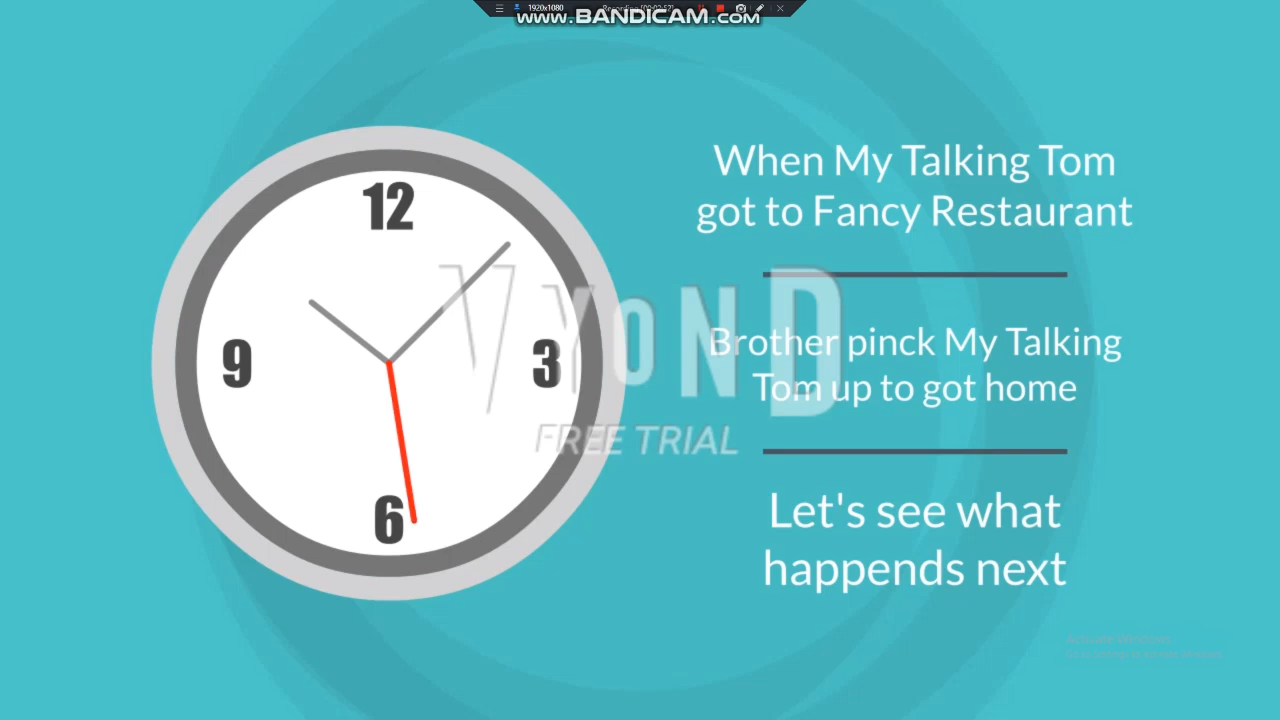 1920x1080
www.BANDICAM.com
12
9
3
6
When My Talking Tom
got to Fancy Restaurant
Brother pinck My Talking
Tom up to got home
Let's see what
happends next
VYOND
FREE TRIAL